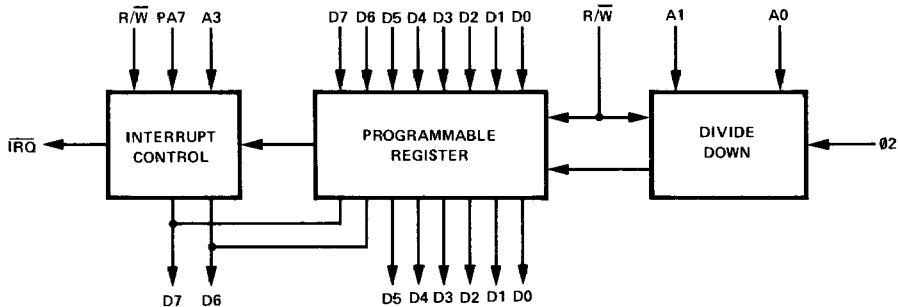 R/W̅ PA7 A3 D7 D6 D5 D4 D3 D2 D1 D0 R/W̅ A1 A0
I̅R̅Q̅
INTERRUPT
CONTROL
PROGRAMMABLE
REGISTER
DIVIDE
DOWN
Ø2
D7 D6 D5 D4 D3 D2 D1 D0